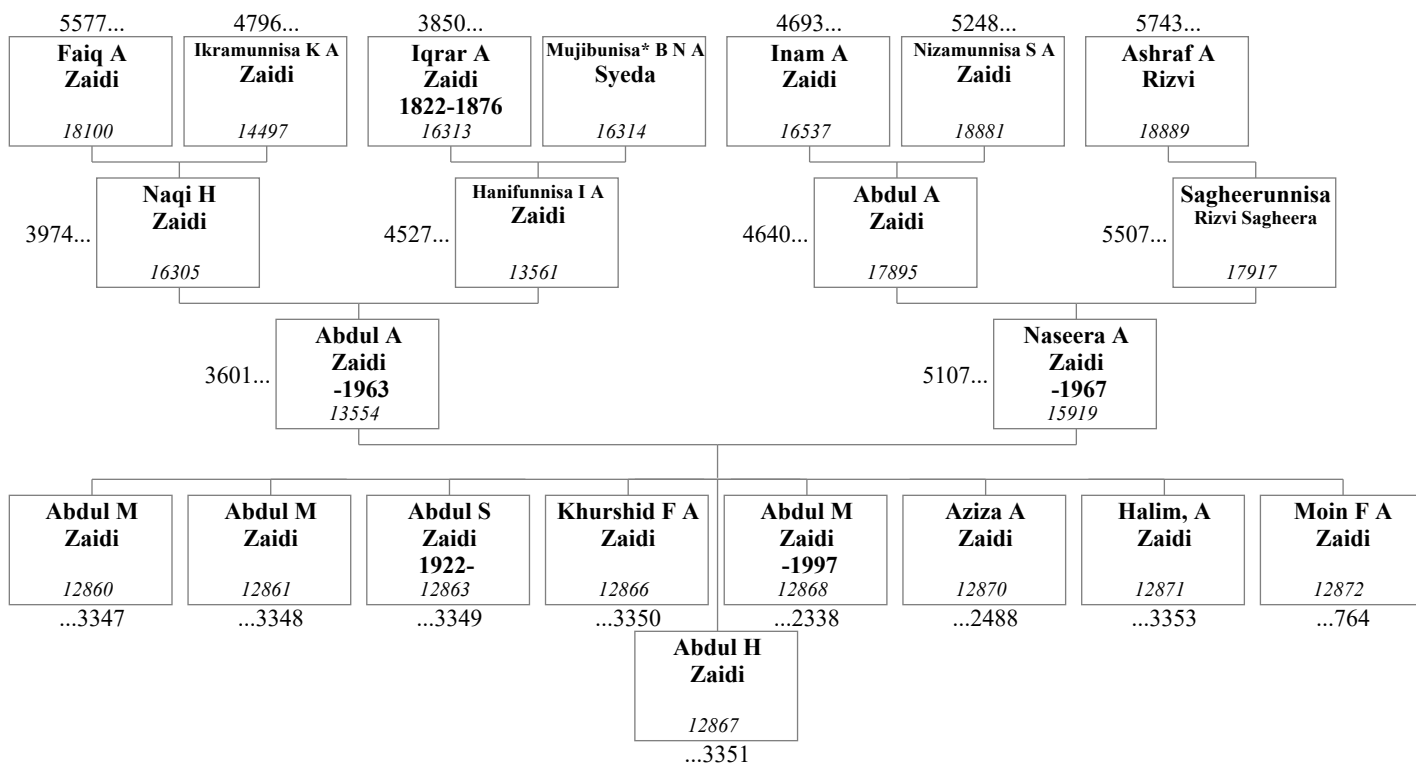 5577...
4796...
3850...
4693...
5248...
5743...
Faiq A
Zaidi
18100
Ikramunnisa K A
Zaidi
14497
Iqrar A
Zaidi
1822-1876
16313
Mujibunisa* B N A
Syeda
16314
Inam A
Zaidi
16537
Nizamunnisa S A
Zaidi
18881
Ashraf A
Rizvi
18889
3974...
Naqi H
Zaidi
16305
4527...
Hanifunnisa I A
Zaidi
13561
4640...
Abdul A
Zaidi
17895
5507...
Sagheerunnisa
Rizvi Sagheera
17917
3601...
Abdul A
Zaidi
-1963
13554
5107...
Naseera A
Zaidi
-1967
15919
Abdul M
Zaidi
12860
...3347
Abdul M
Zaidi
12861
...3348
Abdul S
Zaidi
1922-
12863
...3349
Khurshid F A
Zaidi
12866
...3350
Abdul M
Zaidi
-1997
12868
...2338
Aziza A
Zaidi
12870
...2488
Halim, A
Zaidi
12871
...3353
Moin F A
Zaidi
12872
...764
Abdul H
Zaidi
12867
...3351